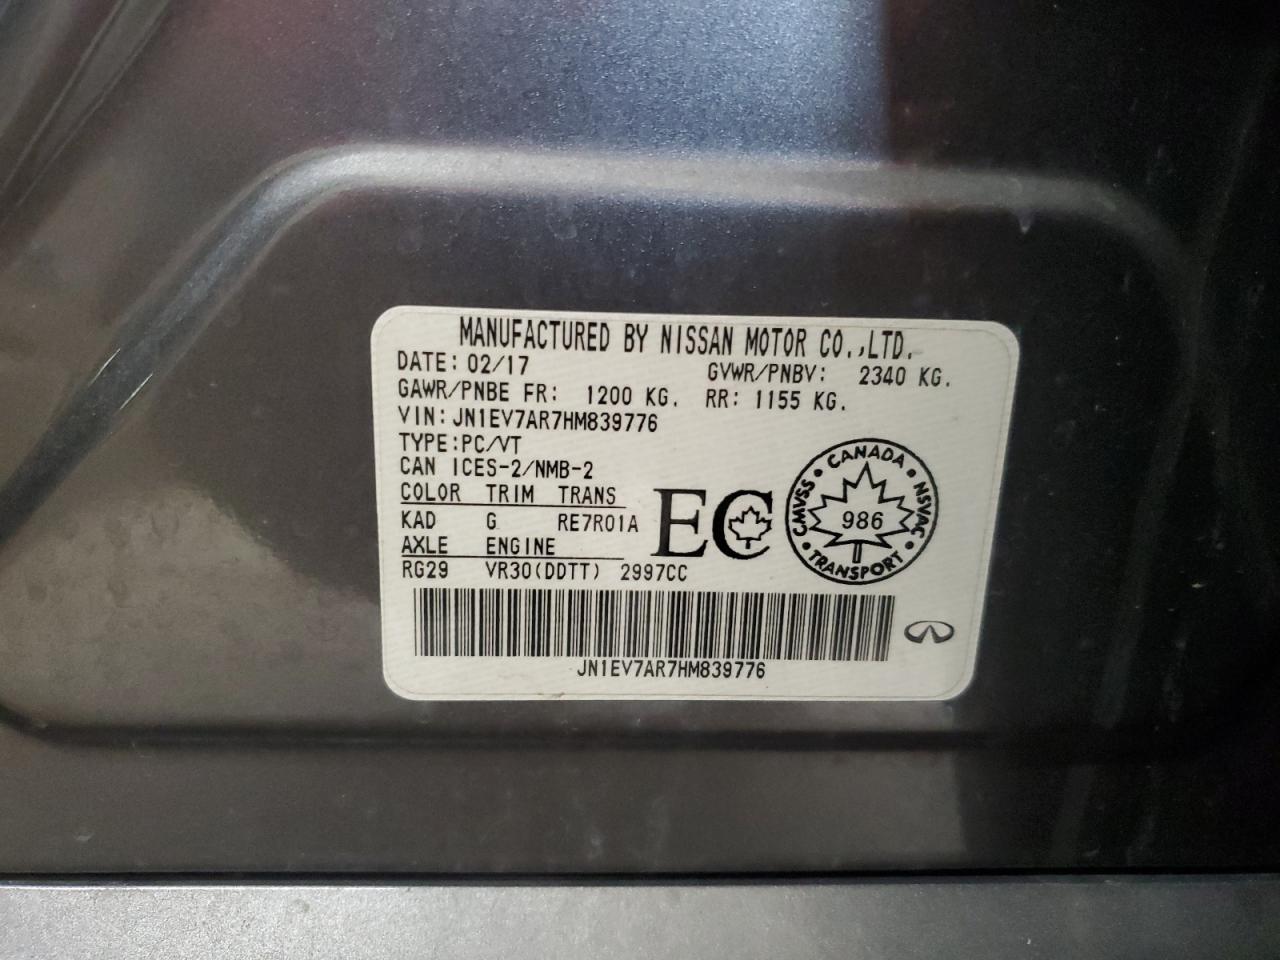 MANUFACTURED BY NISSAN MOTOR CO.,LTD.
DATE: 02/17 GVWR/PNBV: 2340 KG.
GAWR/PNBE FR: 1200 KG. RR: 1155 KG.
VIN: JN1EV7AR7HM839776
TYPE:PC/VT
CAN ICES-2/NMB-2
COLOR TRIM TRANS
KAD G RE7R01A
AXLE ENGINE
RG29 VR30(DDTT) 2997CC
EC
CANADA
CMVSS 986 NSVAC
TRANSPORT
JN1EV7AR7HM839776